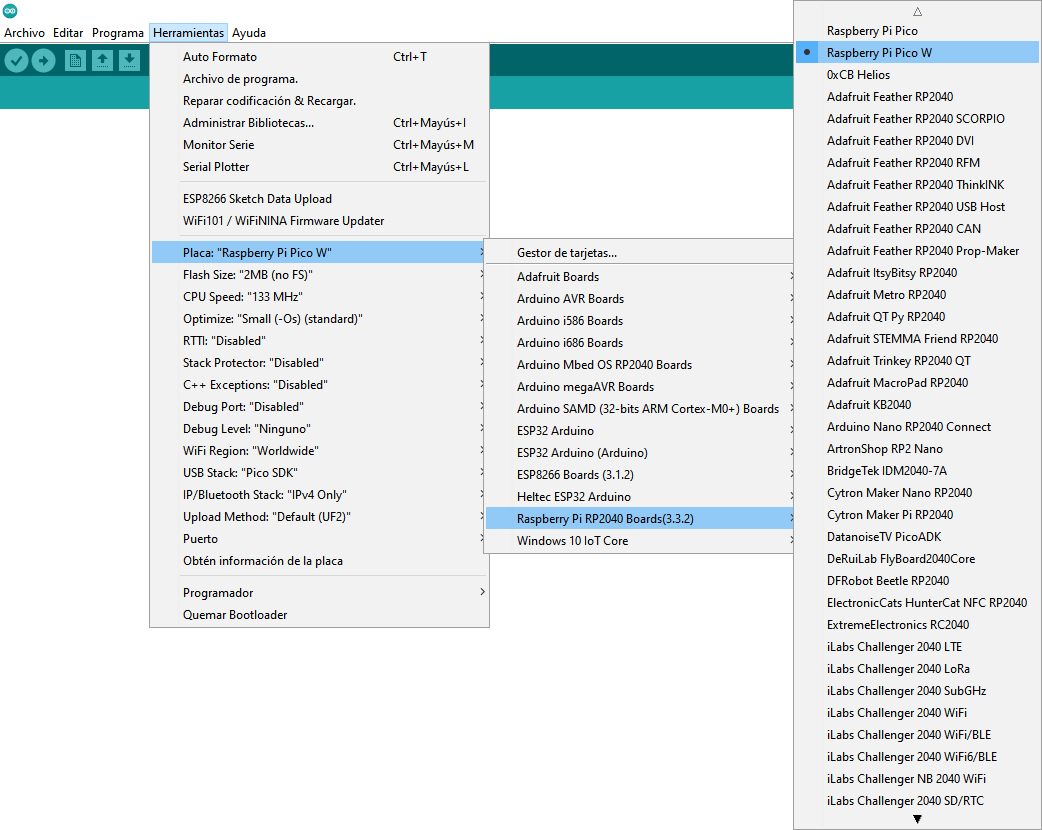 Archivo Editar Programa Herramientas Ayuda
Auto Formato Ctrl+T
Archivo de programa.
Reparar codificación & Recargar.
Administrar Bibliotecas... Ctrl+Mayús+I
Monitor Serie Ctrl+Mayús+M
Serial Plotter Ctrl+Mayús+L
ESP8266 Sketch Data Upload
WiFi101 / WiFiNINA Firmware Updater
Placa: "Raspberry Pi Pico W"
Flash Size: "2MB (no FS)"
CPU Speed: "133 MHz"
Optimize: "Small (-Os) (standard)"
RTTI: "Disabled"
Stack Protector: "Disabled"
C++ Exceptions: "Disabled"
Debug Port: "Disabled"
Debug Level: "Ninguno"
WiFi Region: "Worldwide"
USB Stack: "Pico SDK"
IP/Bluetooth Stack: "IPv4 Only"
Upload Method: "Default (UF2)"
Puerto
Obtén información de la placa
Programador
Quemar Bootloader
Gestor de tarjetas...
Adafruit Boards
Arduino AVR Boards
Arduino i586 Boards
Arduino i686 Boards
Arduino Mbed OS RP2040 Boards
Arduino megaAVR Boards
Arduino SAMD (32-bits ARM Cortex-M0+) Boards
ESP32 Arduino
ESP32 Arduino (Arduino)
ESP8266 Boards (3.1.2)
Heltec ESP32 Arduino
Raspberry Pi RP2040 Boards(3.3.2)
Windows 10 IoT Core
Raspberry Pi Pico
Raspberry Pi Pico W
0xCB Helios
Adafruit Feather RP2040
Adafruit Feather RP2040 SCORPIO
Adafruit Feather RP2040 DVI
Adafruit Feather RP2040 RFM
Adafruit Feather RP2040 ThinkINK
Adafruit Feather RP2040 USB Host
Adafruit Feather RP2040 CAN
Adafruit Feather RP2040 Prop-Maker
Adafruit ItsyBitsy RP2040
Adafruit Metro RP2040
Adafruit QT Py RP2040
Adafruit STEMMA Friend RP2040
Adafruit Trinkey RP2040 QT
Adafruit MacroPad RP2040
Adafruit KB2040
Arduino Nano RP2040 Connect
ArtronShop RP2 Nano
BridgeTek IDM2040-7A
Cytron Maker Nano RP2040
Cytron Maker Pi RP2040
DatanoiseTV PicoADK
DeRuiLab FlyBoard2040Core
DFRobot Beetle RP2040
ElectronicCats HunterCat NFC RP2040
ExtremeElectronics RC2040
iLabs Challenger 2040 LTE
iLabs Challenger 2040 LoRa
iLabs Challenger 2040 SubGHz
iLabs Challenger 2040 WiFi
iLabs Challenger 2040 WiFi/BLE
iLabs Challenger 2040 WiFi6/BLE
iLabs Challenger NB 2040 WiFi
iLabs Challenger 2040 SD/RTC